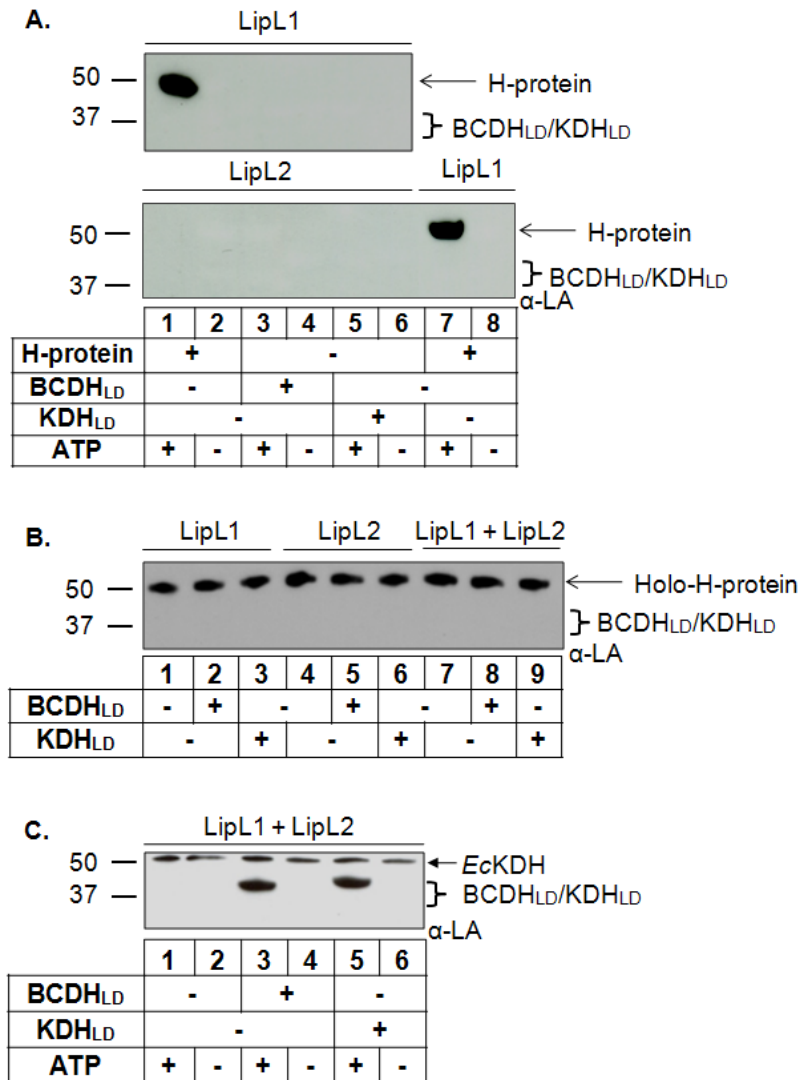 A.
LipL1
50
H-protein
37
BCDHLD/KDHLD
LipL2 LipL1
50
H-protein
37
BCDHLD/KDHLD
α-LA
1 2 3 4 5 6 7 8
H-protein + - +
BCDHLD - + -
KDHLD - + -
ATP + - + - + - + -
B.
LipL1 LipL2 LipL1 + LipL2
50
Holo-H-protein
37
BCDHLD/KDHLD
α-LA
1 2 3 4 5 6 7 8 9
BCDHLD - + - + - + -
KDHLD - + - + - +
C.
LipL1 + LipL2
50
EcKDH
37
BCDHLD/KDHLD
α-LA
1 2 3 4 5 6
BCDHLD - + -
KDHLD - +
ATP + - + - + -